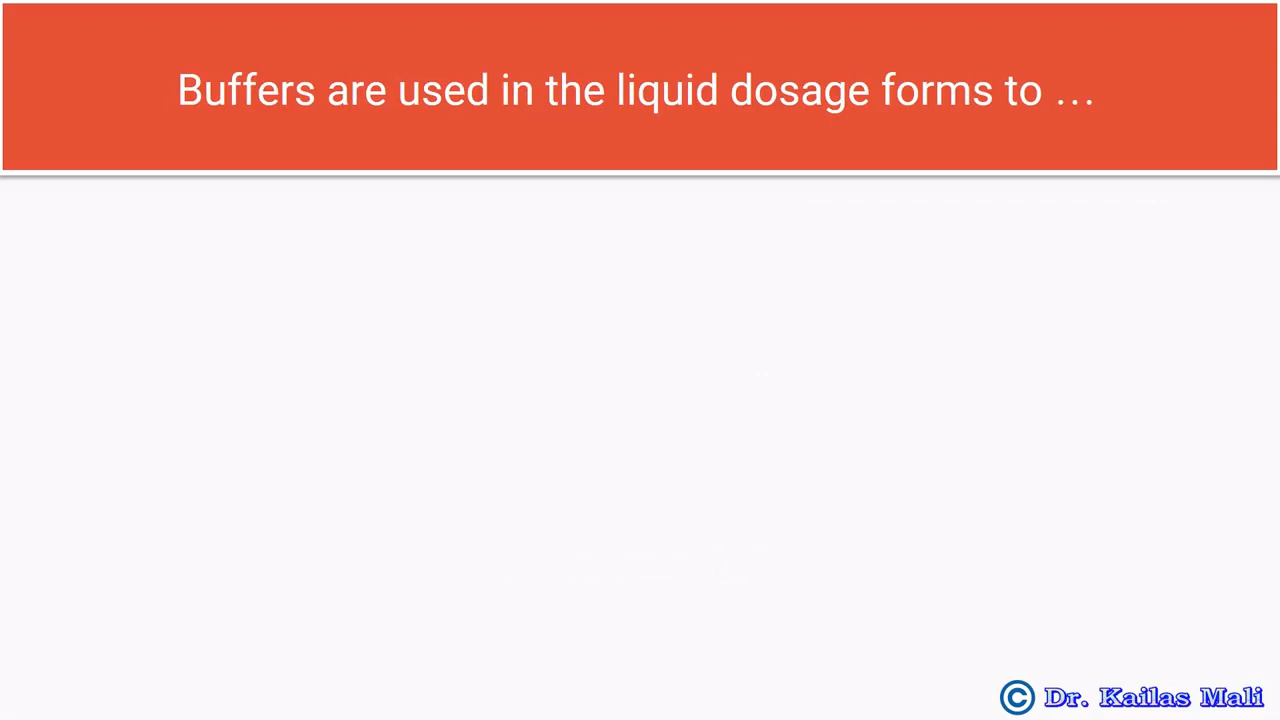 Buffers are used in the liquid dosage forms to …
© Dr. Kailas Mali